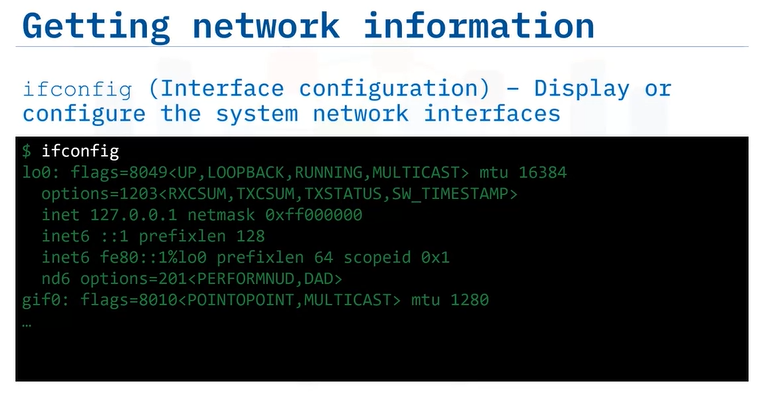 Getting network information
ifconfig (Interface configuration) – Display or
configure the system network interfaces
$ ifconfig
lo0: flags=8049<UP,LOOPBACK,RUNNING,MULTICAST> mtu 16384
options=1203<RXCSUM,TXCSUM,TXSTATUS,SW_TIMESTAMP>
inet 127.0.0.1 netmask 0xff000000
inet6 ::1 prefixlen 128
inet6 fe80::1%lo0 prefixlen 64 scopeid 0x1
nd6 options=201<PERFORMNUD,DAD>
gif0: flags=8010<POINTOPOINT,MULTICAST> mtu 1280
…